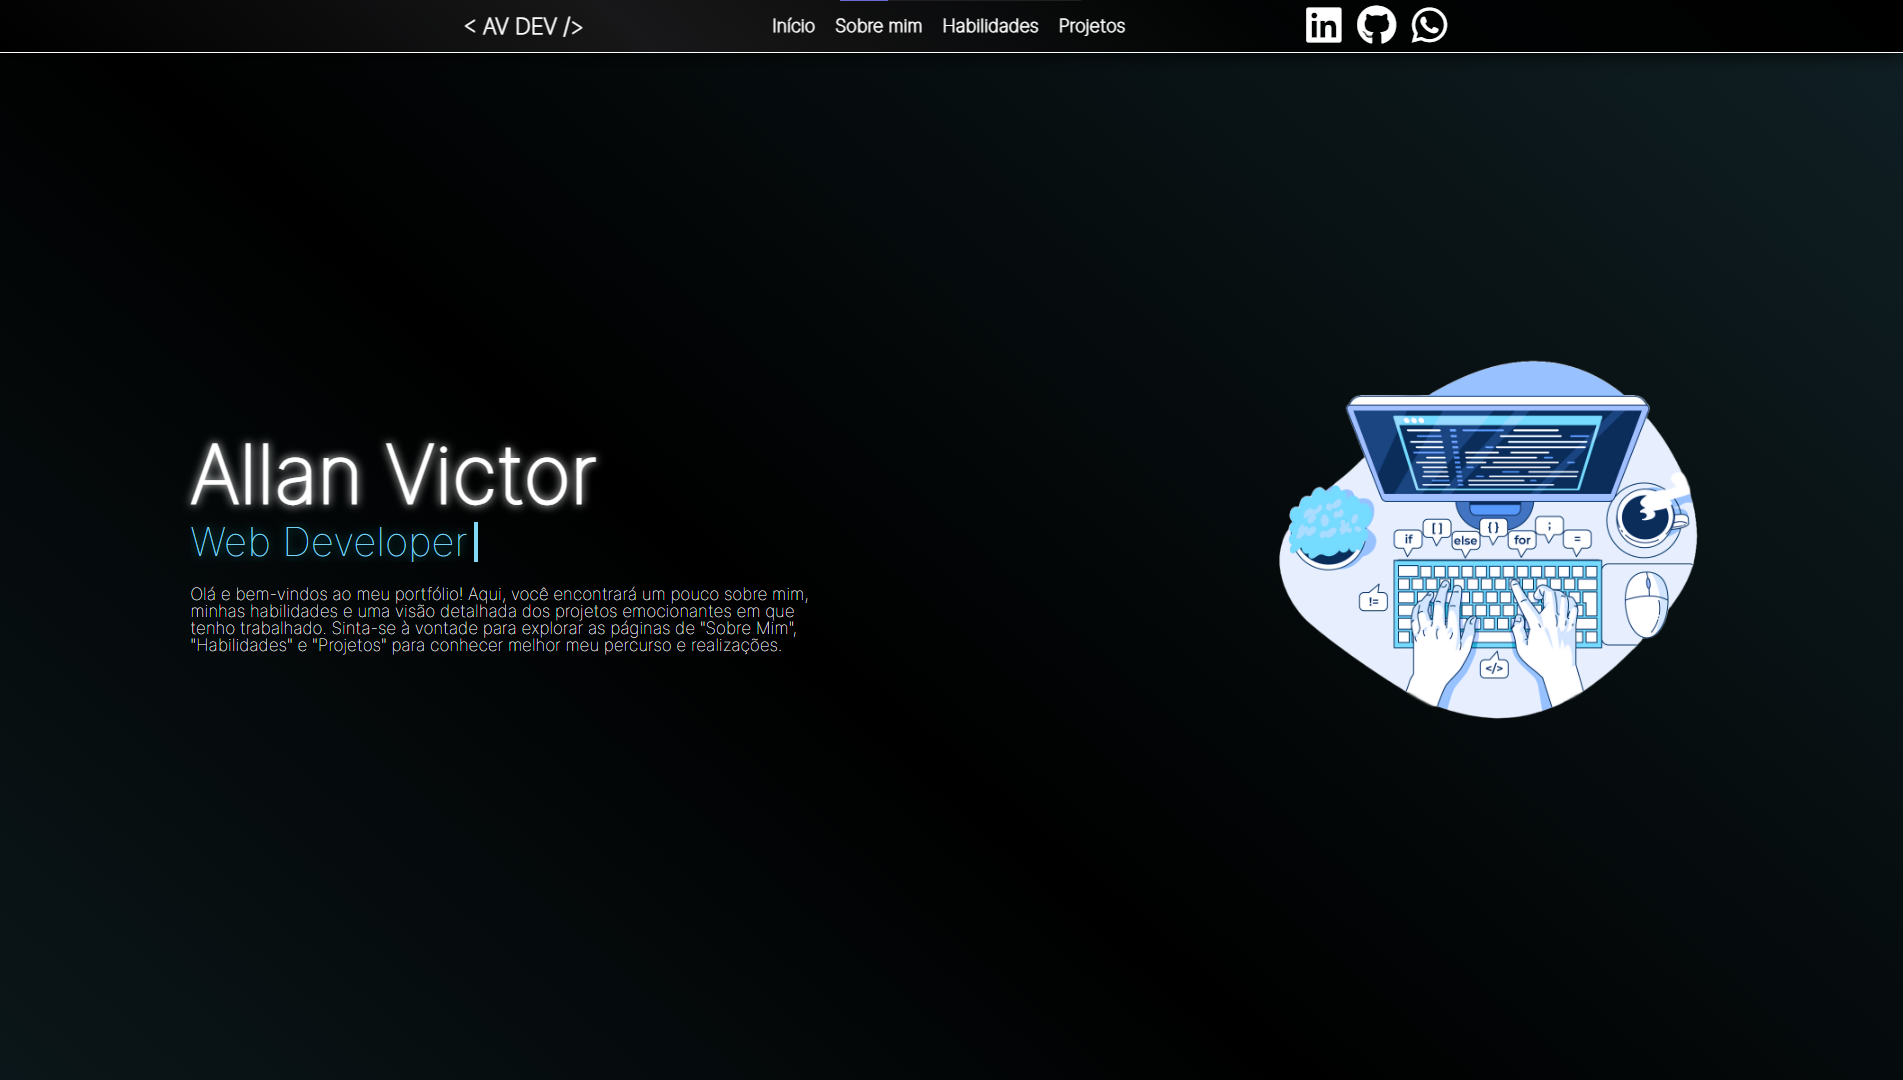 < AV DEV />
Início Sobre mim Habilidades Projetos
in
Allan Victor
Web Developer
Olá e bem-vindos ao meu portfólio! Aqui, você encontrará um pouco sobre mim,
minhas habilidades e uma visão detalhada dos projetos emocionantes em que
tenho trabalhado. Sinta-se à vontade para explorar as páginas de "Sobre Mim",
"Habilidades" e "Projetos" para conhecer melhor meu percurso e realizações.
if [ ] else { } for ; =
!=
</>